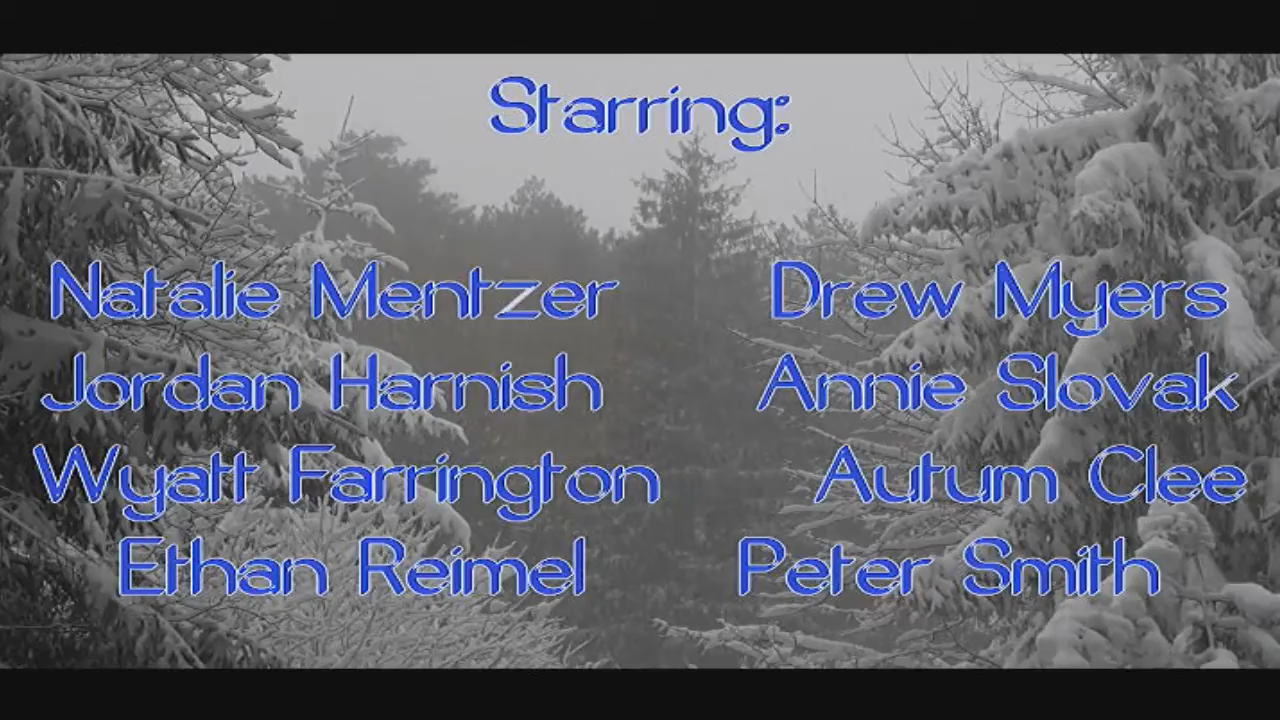 Starring:
Natalie Mentzer
Drew Myers
Jordan Harnish
Annie Slovak
Wyatt Farrington
Autum Clee
Ethan Reimel
Peter Smith